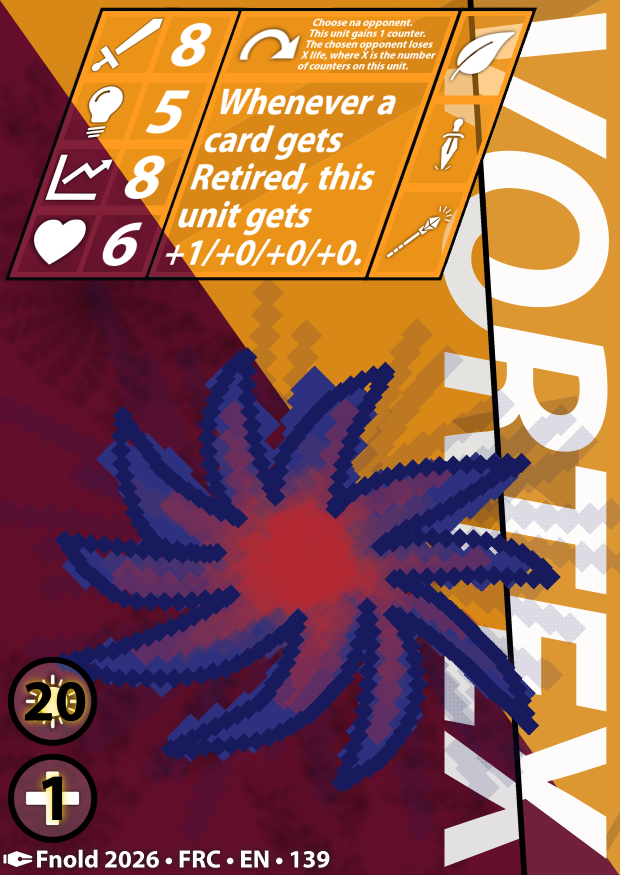 8
5
8
6
Choose na opponent.
This unit gains 1 counter.
The chosen opponent loses
X life, where X is the number
of counters on this unit.
Whenever a
card gets
Retired, this
unit gets
+1/+0/+0/+0.
VORTEX
20
1
Fnold 2026 • FRC • EN • 139